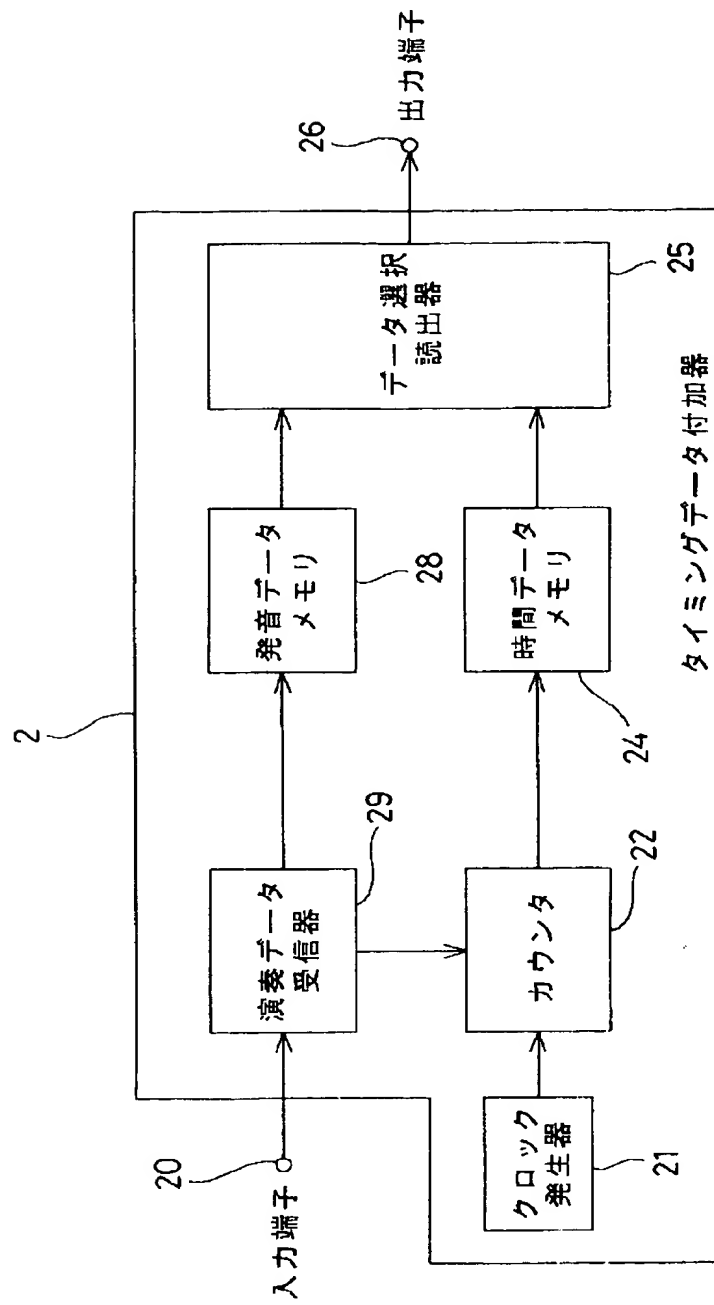 2
20
入力端子
演奏データ
受信器
29
発音データ
メモリ
28
データ選択
読出器
25
26
出力端子
クロック
発生器
21
カウンタ
22
時間データ
メモリ
24
タイミングデータ付加器